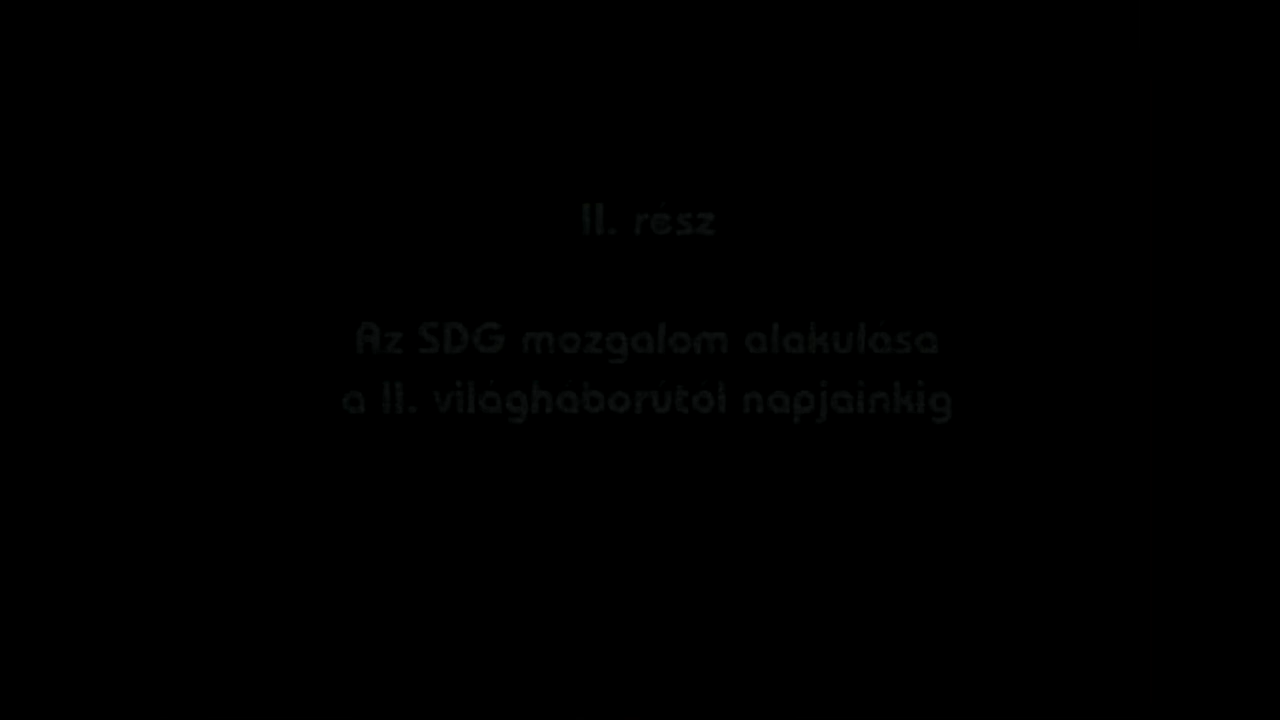 II. rész
Az SDG mozgalom alakulása
a II. világháborútól napjainkig